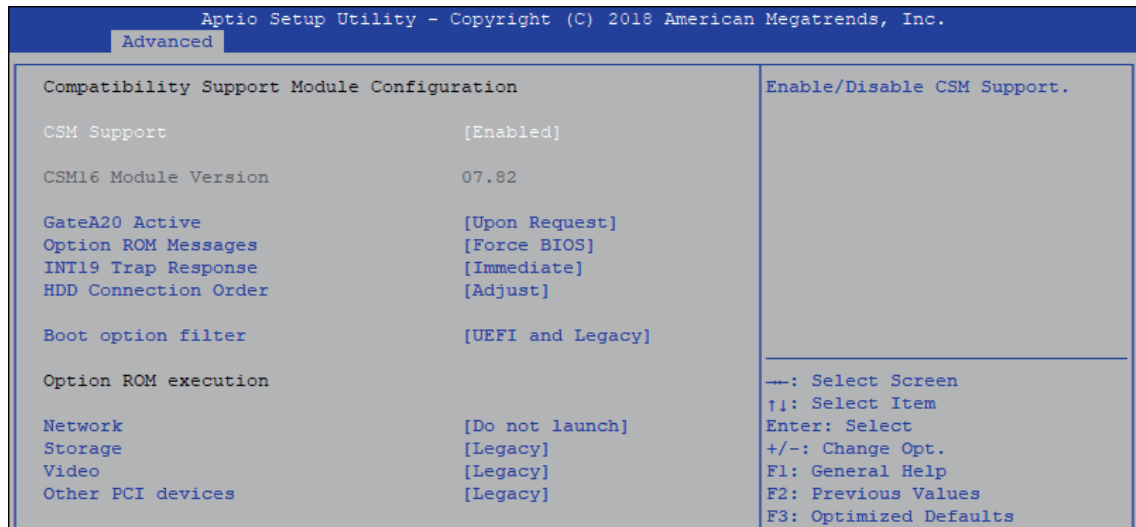 Aptio Setup Utility - Copyright (C) 2018 American Megatrends, Inc.
Advanced
Compatibility Support Module Configuration
CSM Support [Enabled]
CSM16 Module Version 07.82
GateA20 Active [Upon Request]
Option ROM Messages [Force BIOS]
INT19 Trap Response [Immediate]
HDD Connection Order [Adjust]
Boot option filter [UEFI and Legacy]
Option ROM execution
Network [Do not launch]
Storage [Legacy]
Video [Legacy]
Other PCI devices [Legacy]
Enable/Disable CSM Support.
→←: Select Screen
↑↓: Select Item
Enter: Select
+/-: Change Opt.
F1: General Help
F2: Previous Values
F3: Optimized Defaults